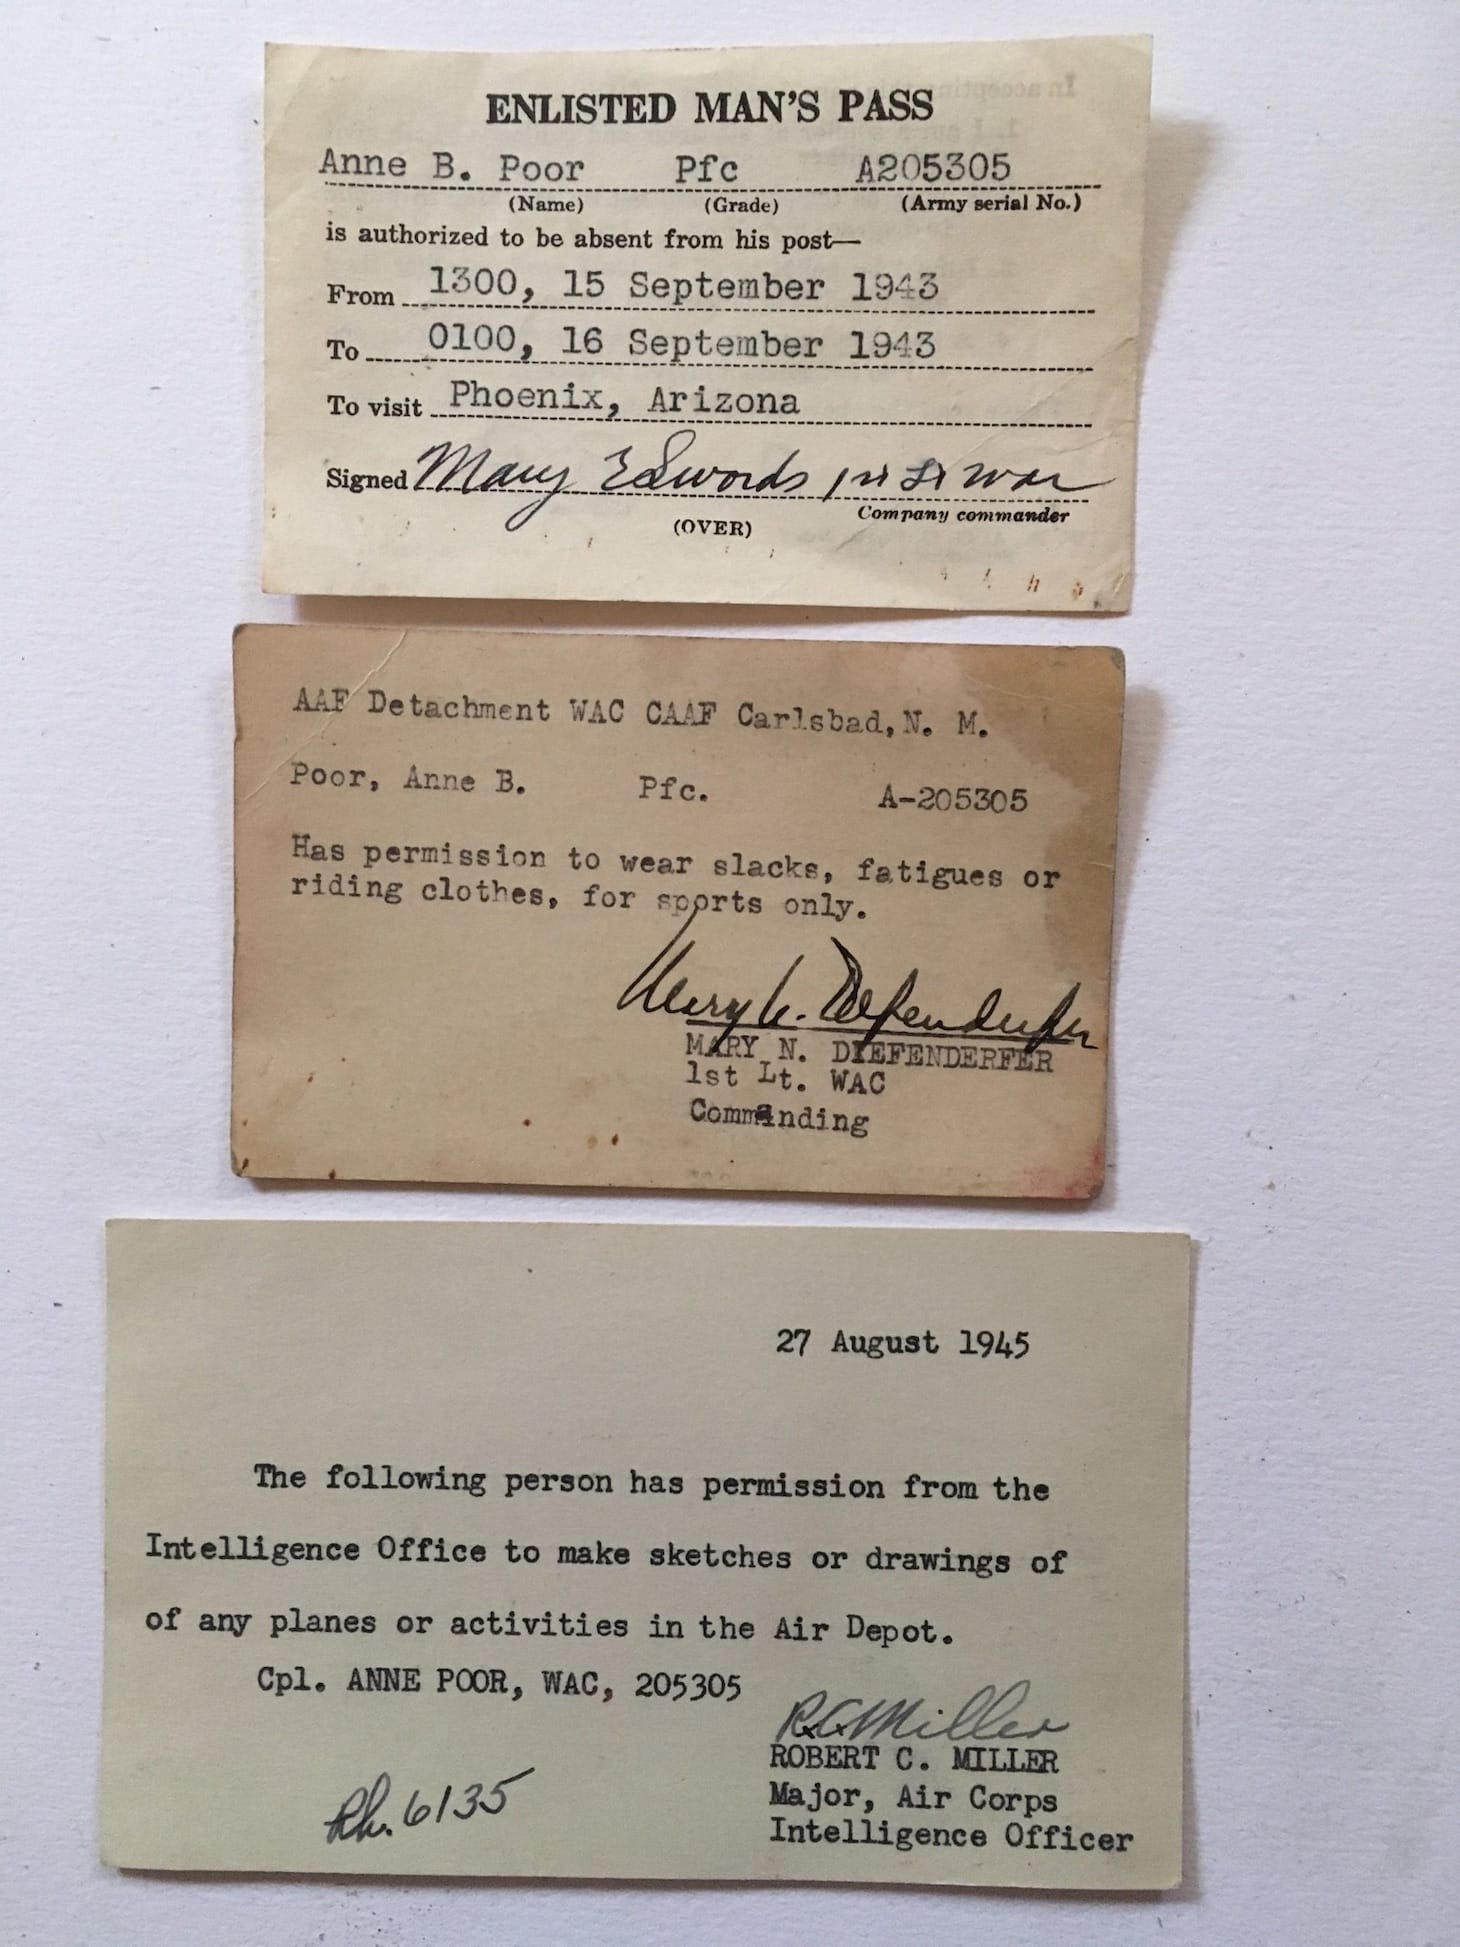 ENLISTED MAN'S PASS
Anne B. Poor Pfc A205305
(Name) (Grade) (Army serial No.)
is authorized to be absent from his post—
From 1300, 15 September 1943
To 0100, 16 September 1943
To visit Phoenix, Arizona
Signed Mary Edwards 1st Lt WAC
Company commander
(OVER)
AAF Detachment WAC CAAF Carlsbad, N. M.
Poor, Anne B. Pfc. A-205305
Has permission to wear slacks, fatigues or
riding clothes, for sports only.
Mary N. Diefenderfer
MARY N. DIEFENDERFER
1st Lt. WAC
Commanding
27 August 1945
The following person has permission from the
Intelligence Office to make sketches or drawings of
of any planes or activities in the Air Depot.
Cpl. ANNE POOR, WAC, 205305
R.C. Miller
ROBERT C. MILLER
Ph. 6135
Major, Air Corps
Intelligence Officer